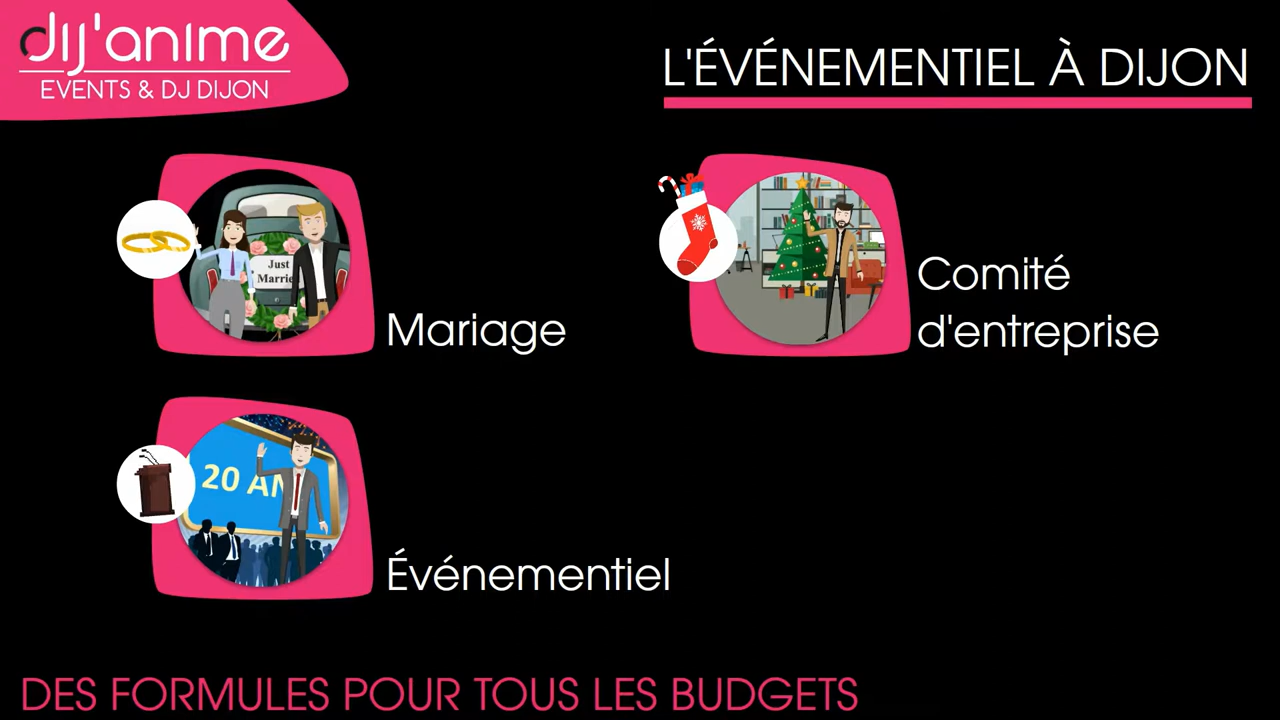 dij'anime
EVENTS & DJ DIJON
L'ÉVÉNEMENTIEL À DIJON
Just
Married
Mariage
Comité
d'entreprise
20 AN
Événementiel
DES FORMULES POUR TOUS LES BUDGETS